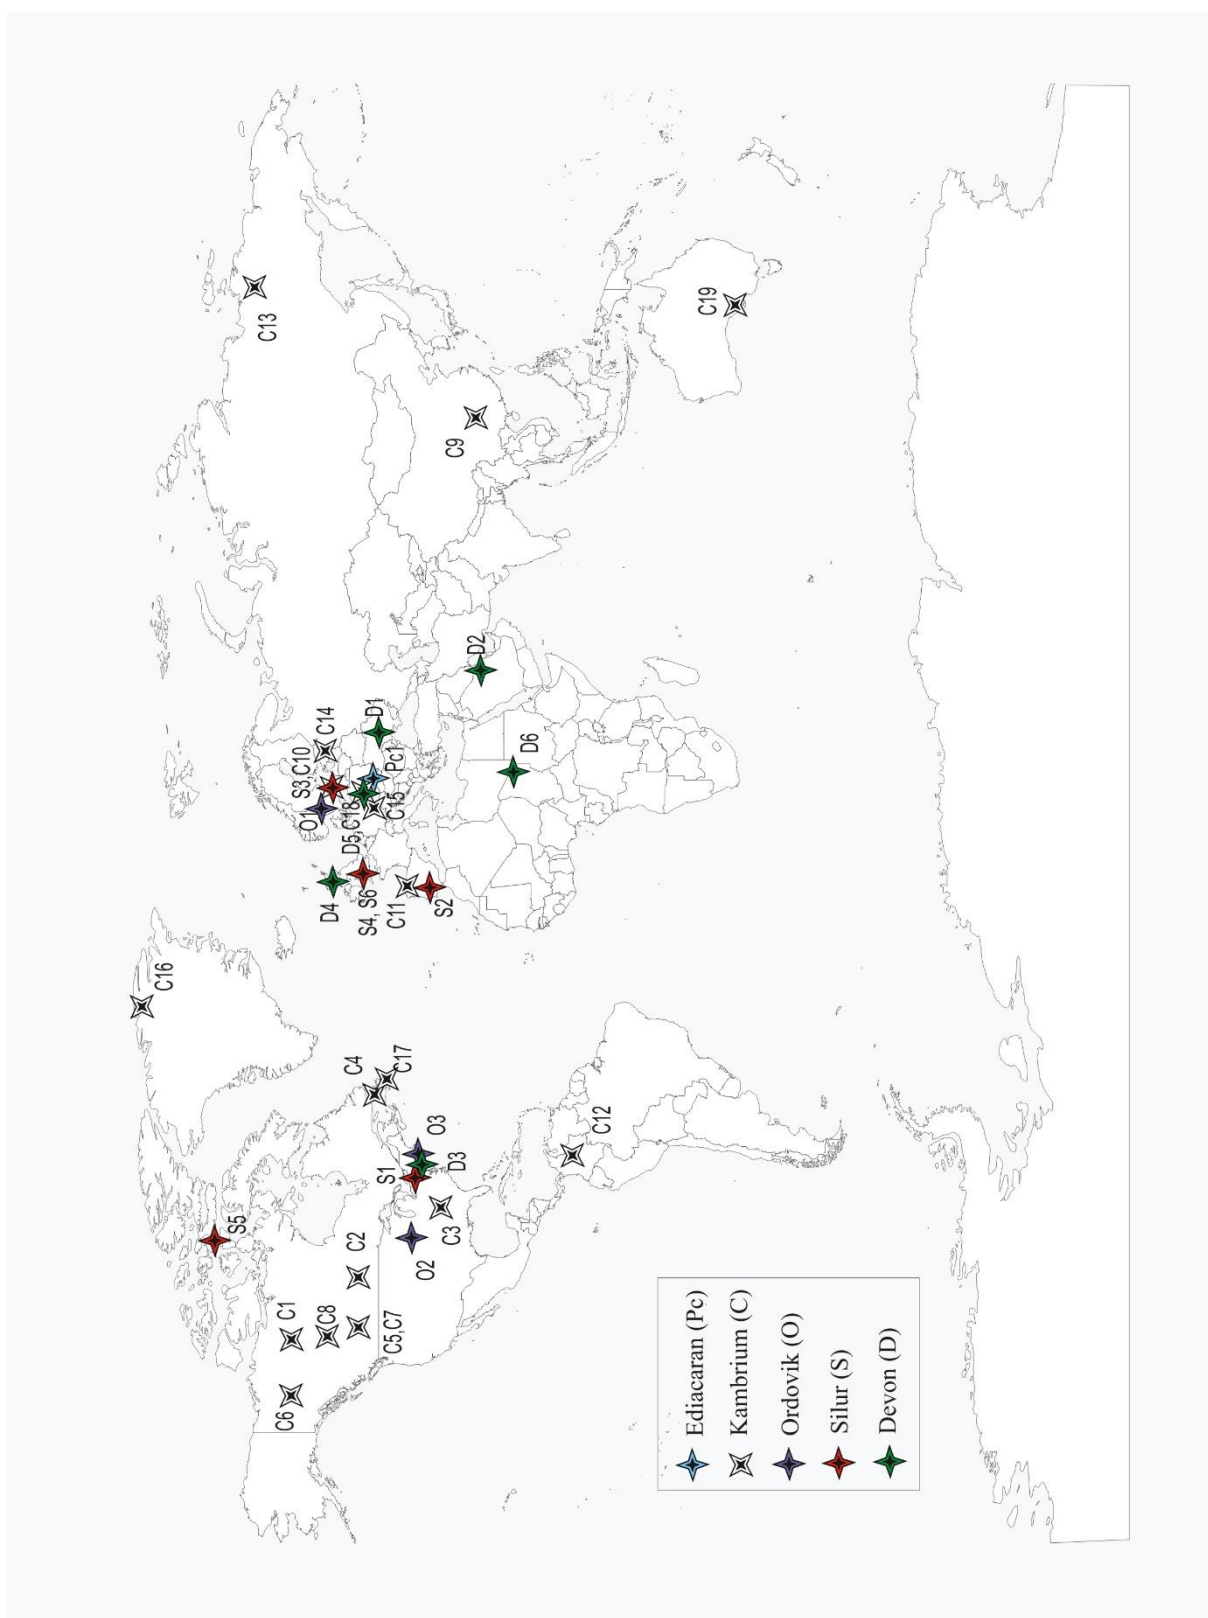 C16
S5
C6
C1
C8
C5,C7
C2
O2
C3
S1
D3
O3
C4
C17
C12
D4
S4, S6
C11
S2
O1
S3,C10
D5,C18
C15
C14
Pc1
D1
D2
D6
C13
C9
C19
Ediacaran (Pc)
Kambrium (C)
Ordovik (O)
Silur (S)
Devon (D)